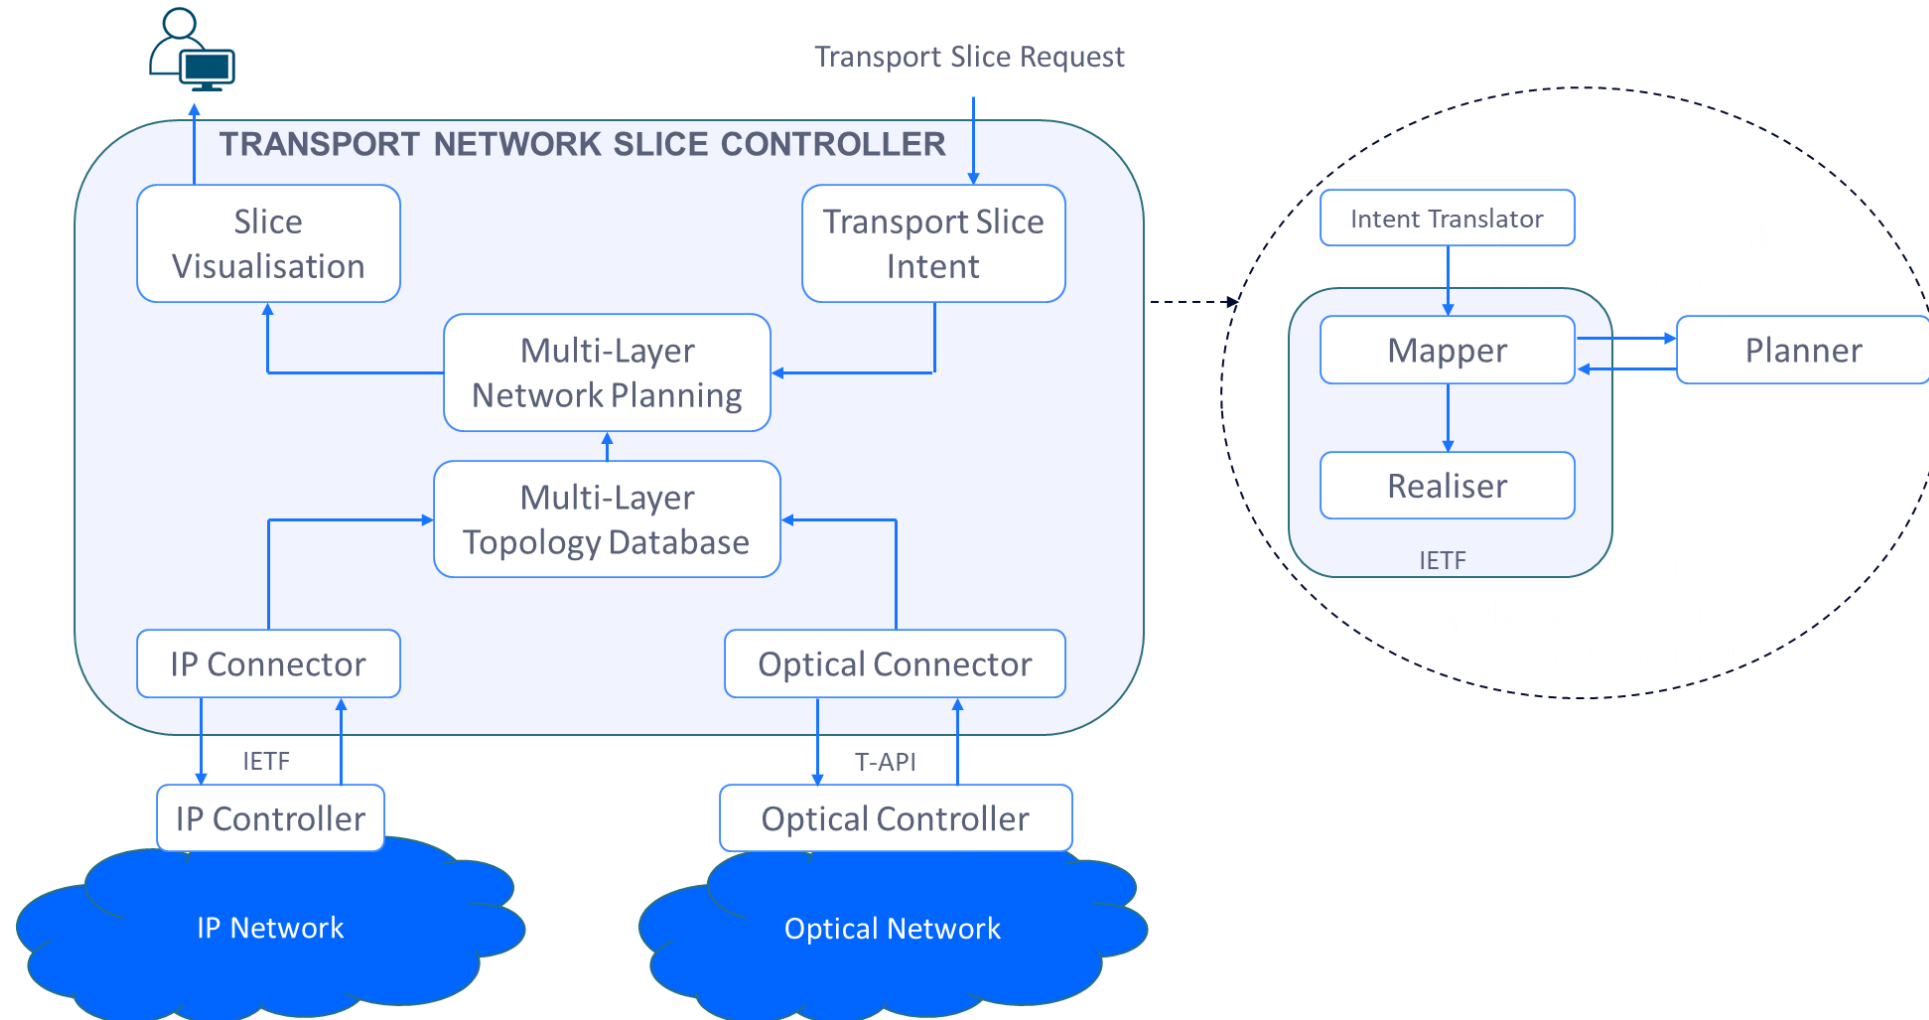 Transport Slice Request
TRANSPORT NETWORK SLICE CONTROLLER
Slice
Visualisation
Transport Slice
Intent
Multi-Layer
Network Planning
Multi-Layer
Topology Database
IP Connector
Optical Connector
IETF
T-API
IP Controller
Optical Controller
IP Network
Optical Network
Intent Translator
Mapper
Planner
Realiser
IETF